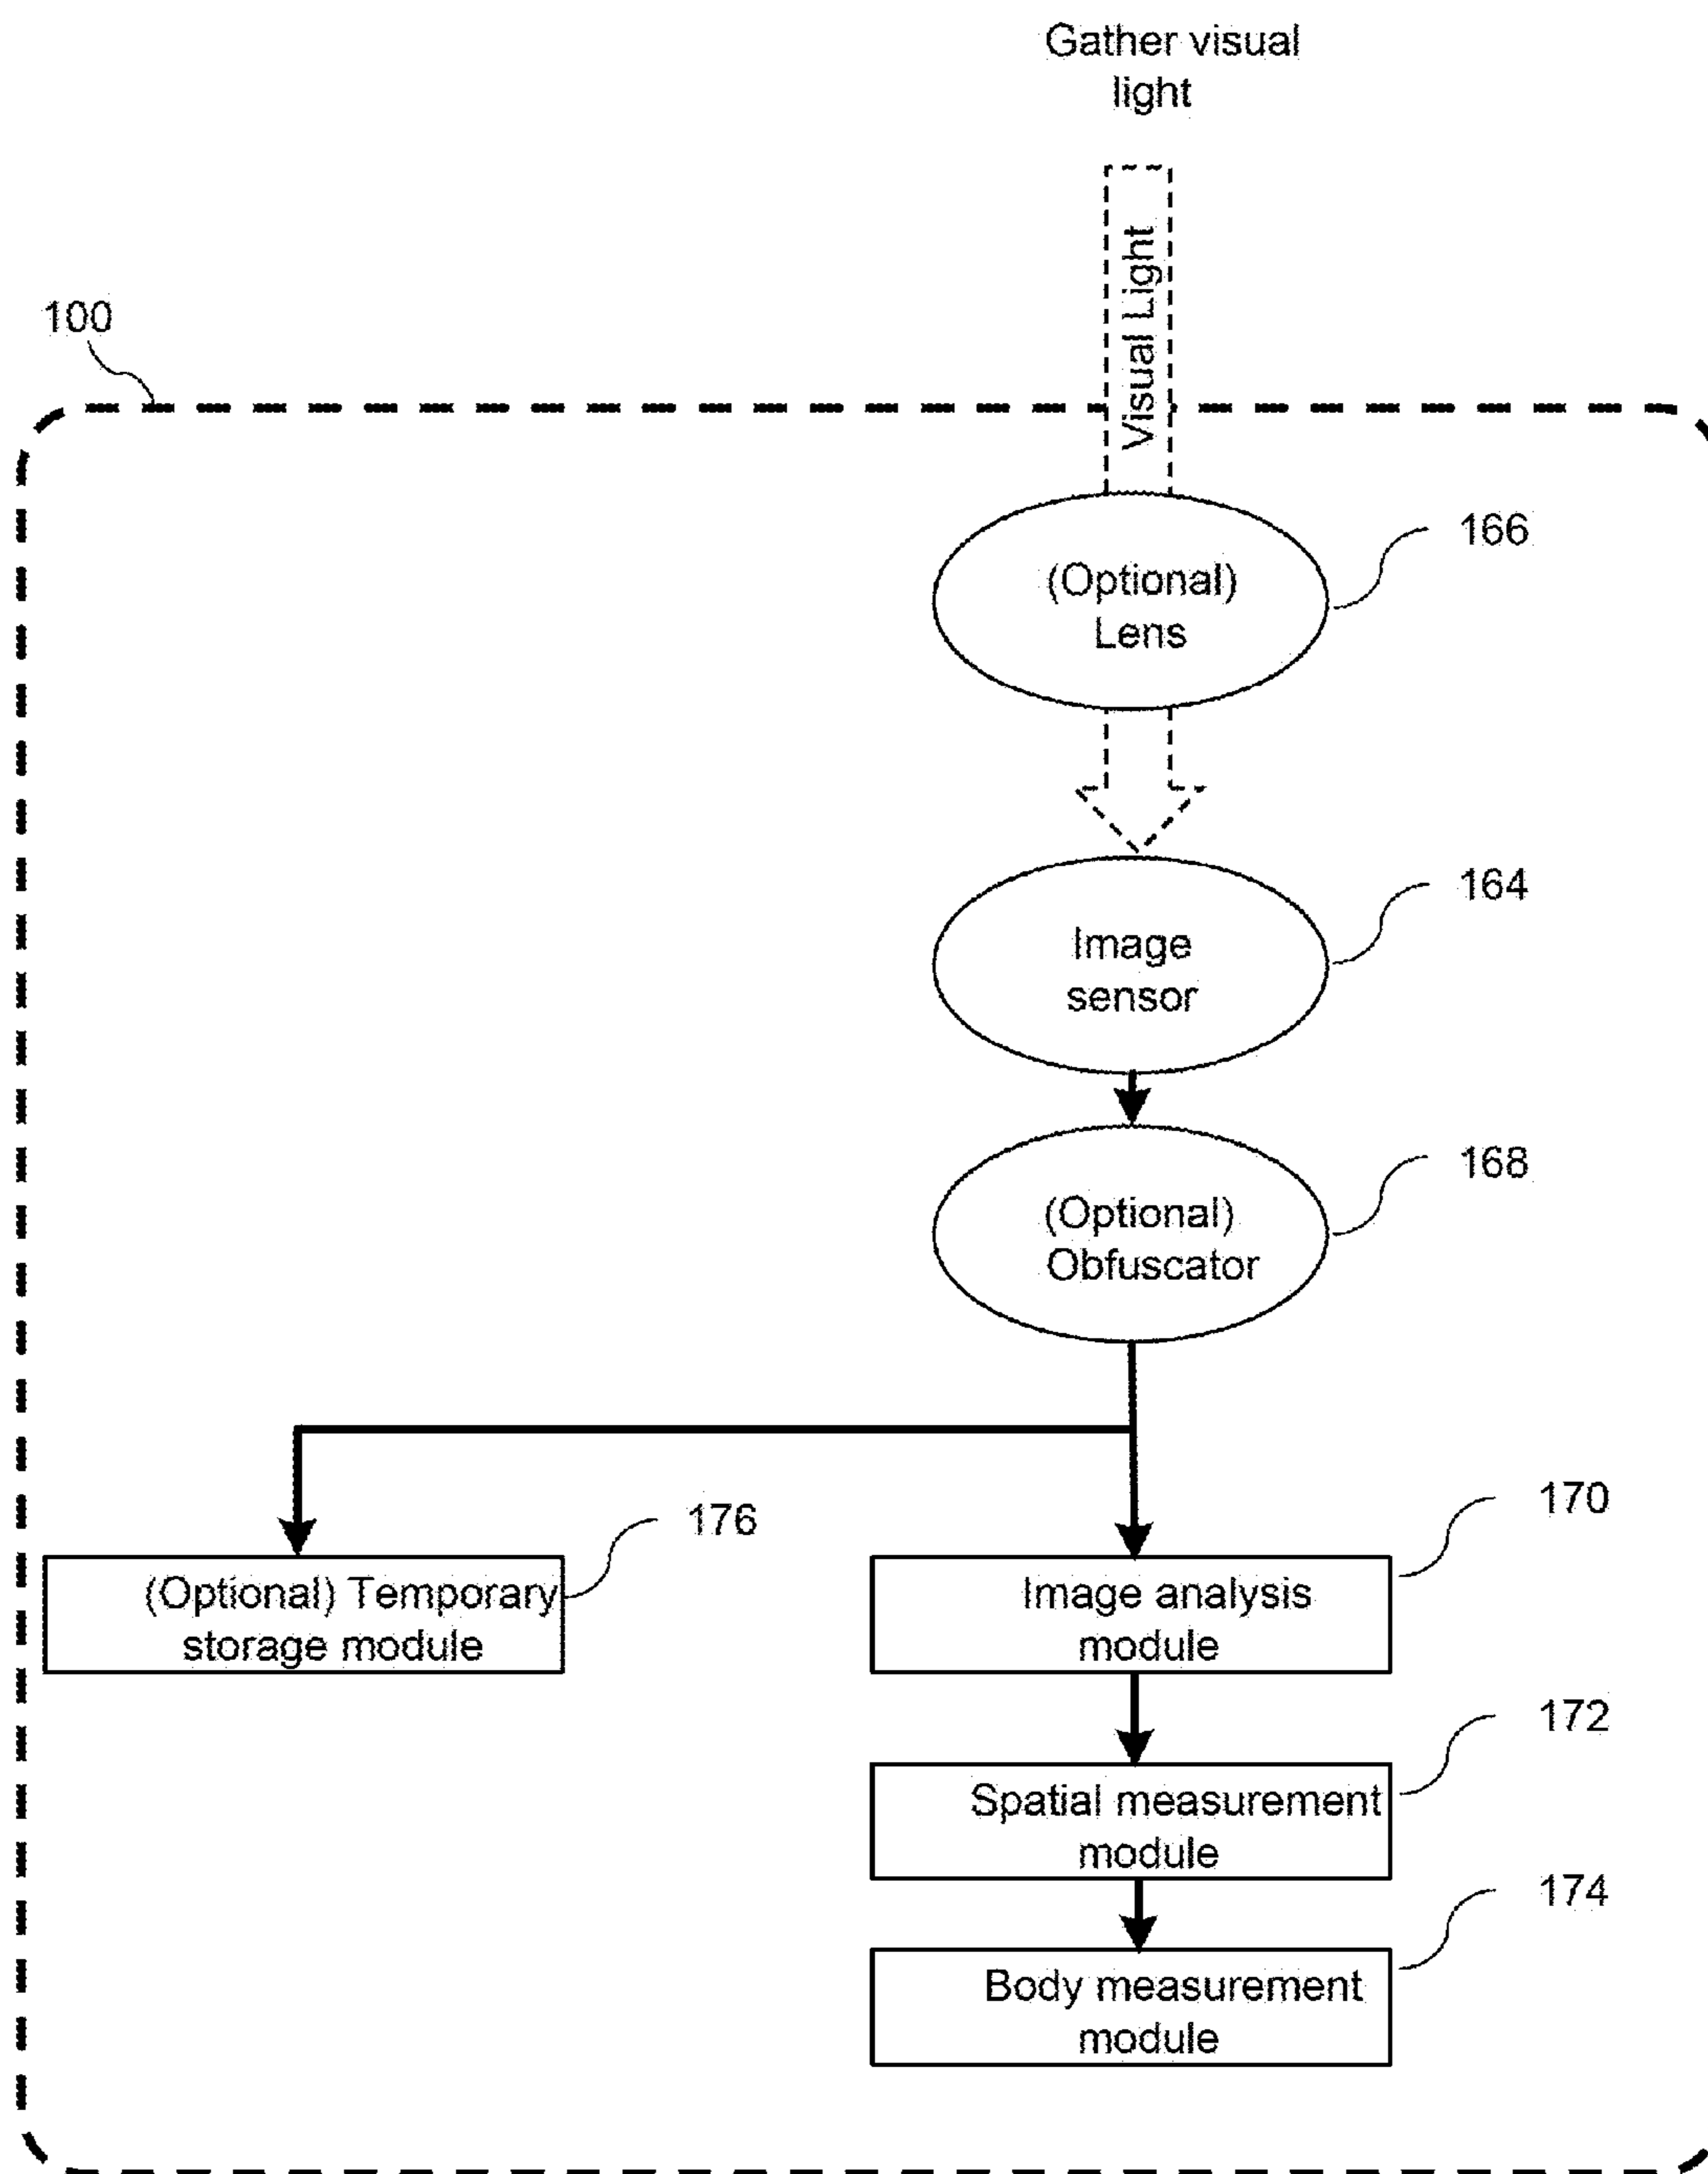 Gather visual
light
Visual Light
100
(Optional)
Lens
166
Image
sensor
164
(Optional)
Obfuscator
168
(Optional) Temporary
storage module
176
Image analysis
module
170
Spatial measurement
module
172
Body measurement
module
174